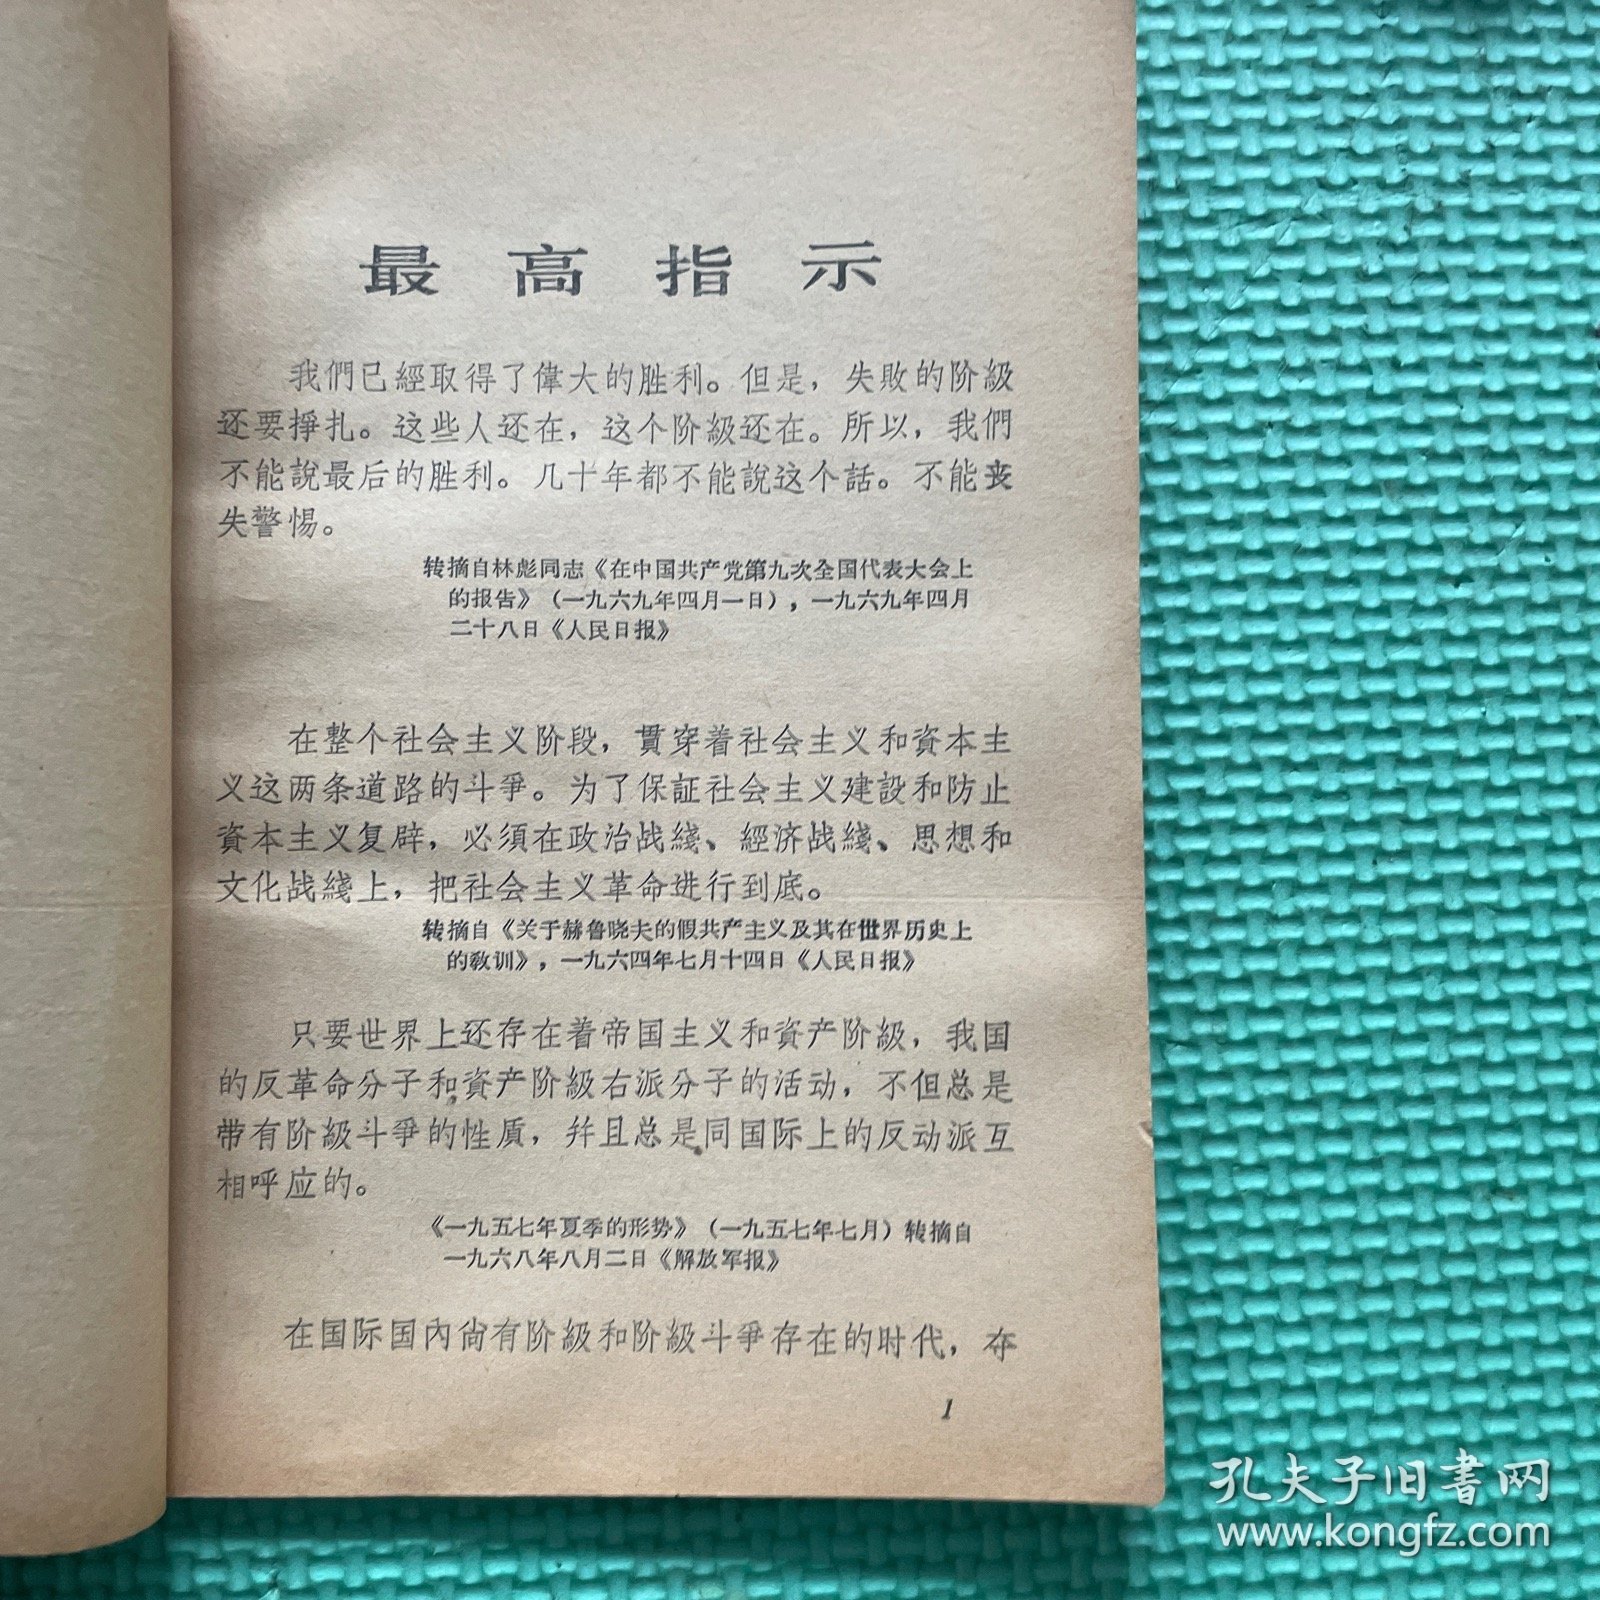 最高指示
我們已經取得了偉大的胜利。但是，失敗的阶級
还要掙扎。这些人还在，这个阶級还在。所以，我們
不能說最后的胜利。几十年都不能說这个話。不能丧
失警惕。
转摘自林彪同志《在中国共产党第九次全国代表大会上
的报告》（一九六九年四月一日），一九六九年四月
二十八日《人民日报》
在整个社会主义阶段，貫穿着社会主义和資本主
义这两条道路的斗爭。为了保証社会主义建設和防止
資本主义复辟，必須在政治战綫、經济战綫、思想和
文化战綫上，把社会主义革命进行到底。
转摘自《关于赫鲁晓夫的假共产主义及其在世界历史上
的教训》，一九六四年七月十四日《人民日报》
只要世界上还存在着帝国主义和資产阶級，我国
的反革命分子和資产阶級右派分子的活动，不但总是
带有阶級斗爭的性质，并且总是同国际上的反动派互
相呼应的。
《一九五七年夏季的形势》（一九五七年七月）转摘自
一九六八年八月二日《解放军报》
在国际国內尙有阶級和阶級斗爭存在的时代，夺
1
孔夫子旧書网
www.kongfz.com